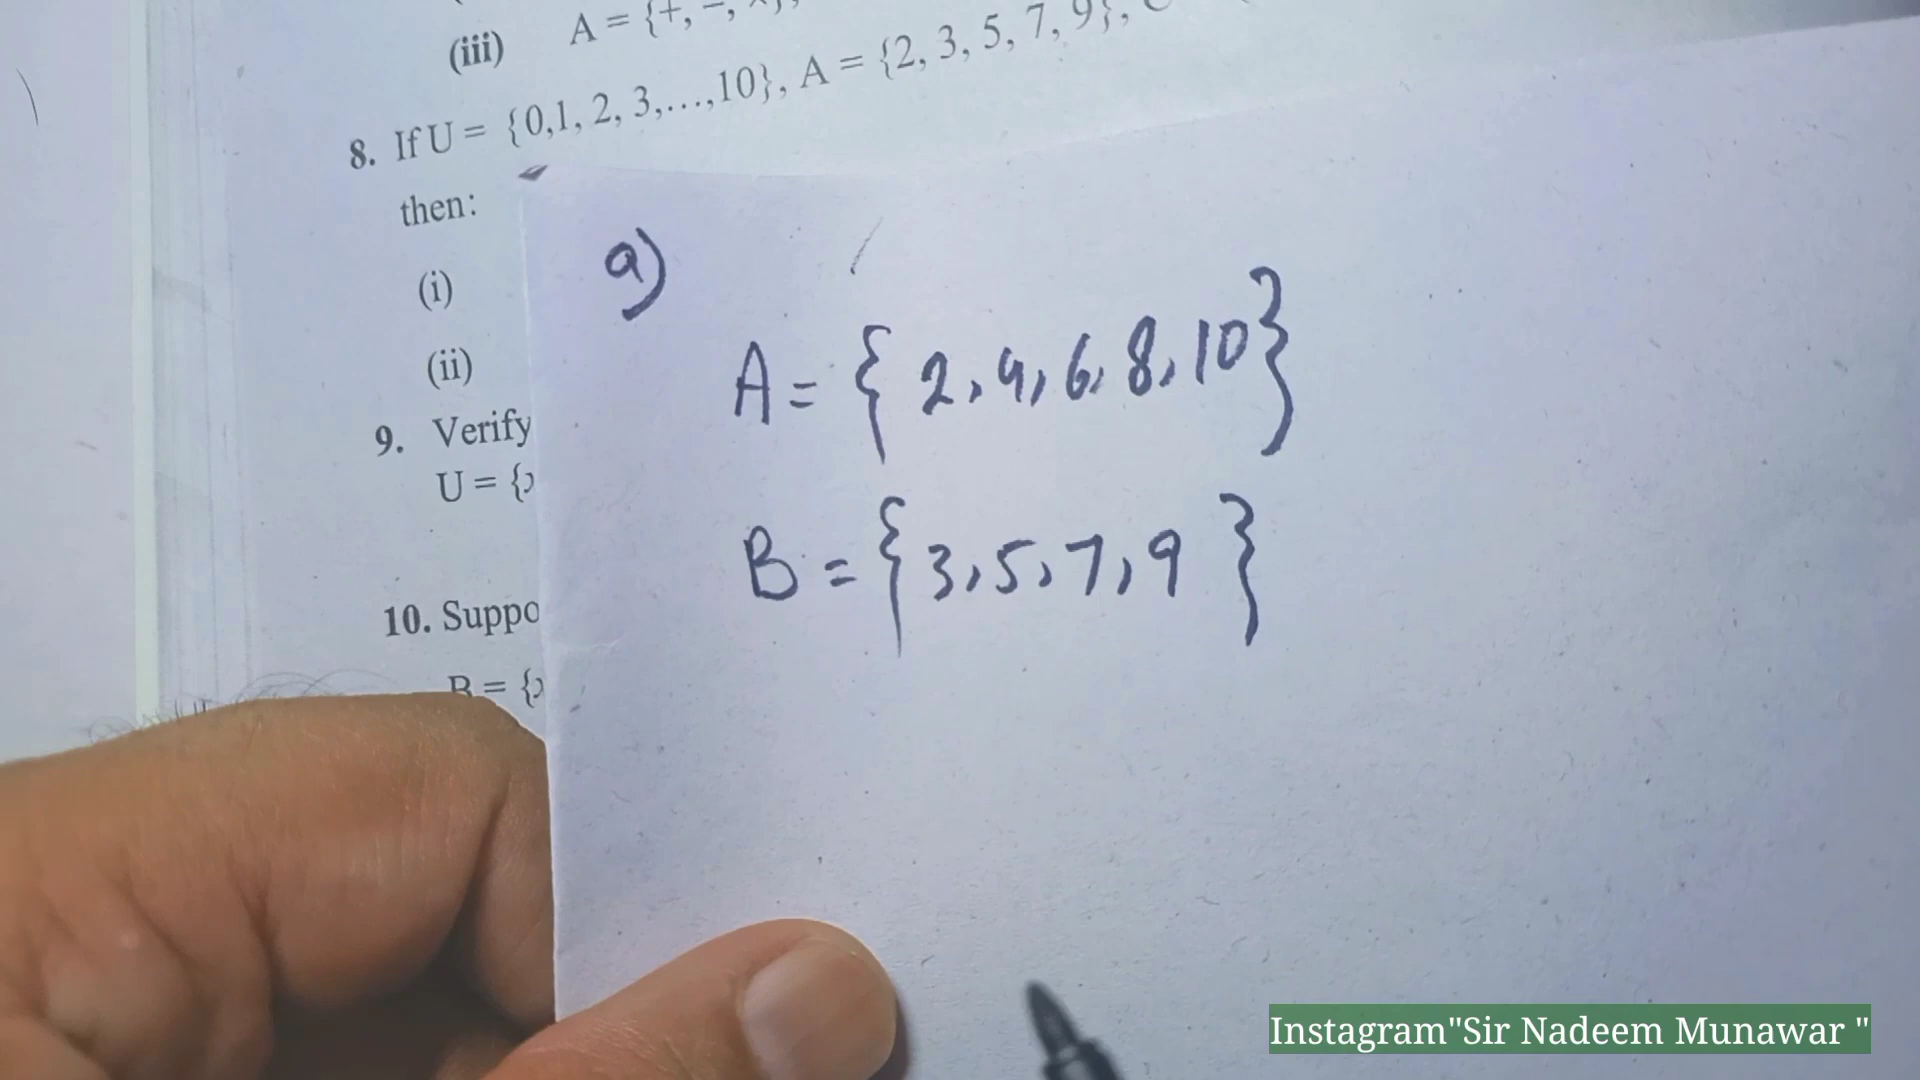 (iii) A = {+, –,
8. If U = {0,1, 2, 3,...,10}, A = {2, 3, 5, 7, 9},
then:
(i)
(ii)
9. Verify
U = {
10. Suppo
B = {
a)
A = { 2, 4, 6, 8, 10}
B = { 3, 5, 7, 9 }
Instagram"Sir Nadeem Munawar "